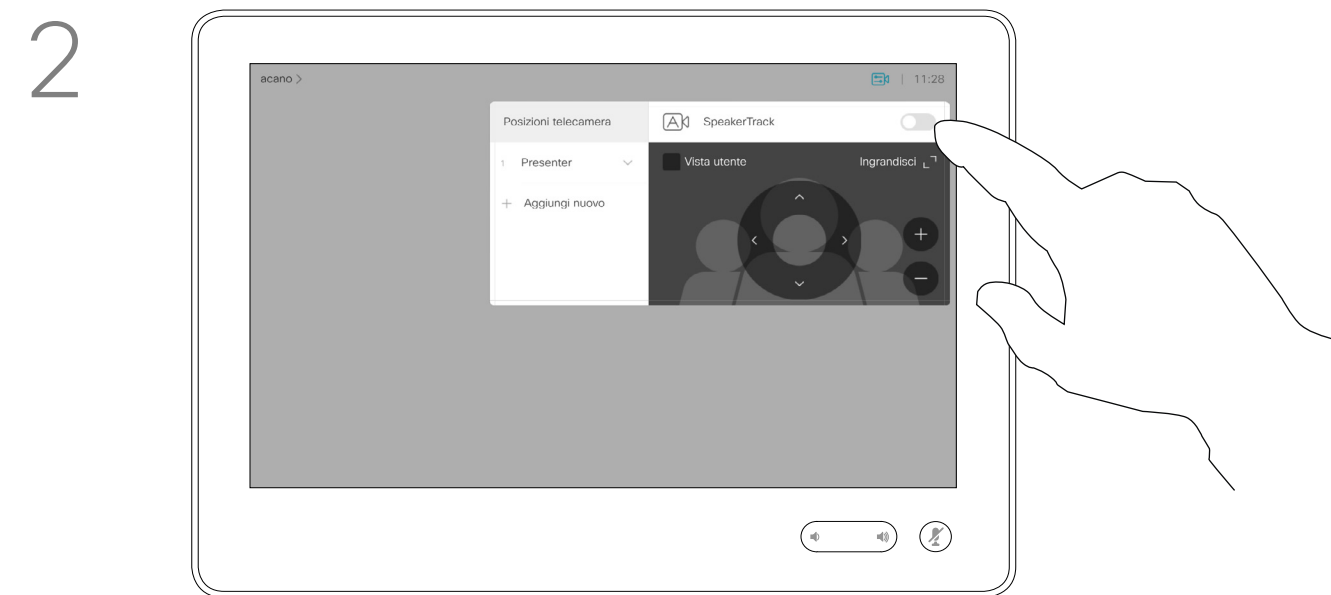 2
acano >
11:28
Posizioni telecamera
SpeakerTrack
1 Presenter
Vista utente
Ingrandisci
+ Aggiungi nuovo